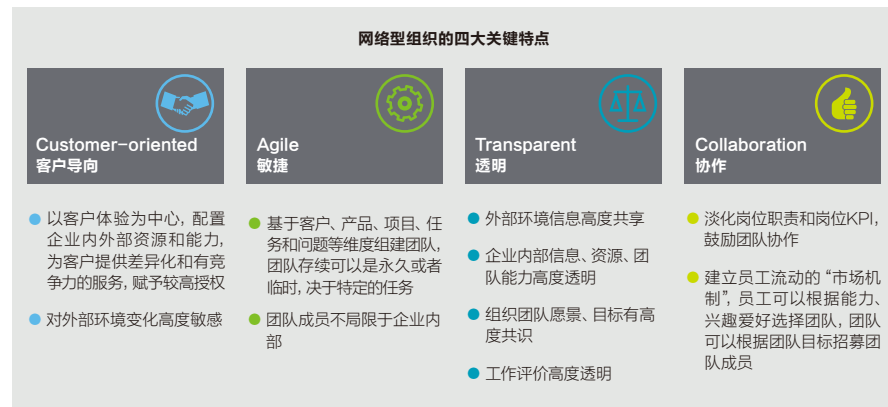 网络型组织的四大关键特点
Customer-oriented
客户导向
以客户体验为中心，配置
企业内外部资源和能力，
为客户提供差异化和有竞
争力的服务，赋予较高授权
对外部环境变化高度敏感
Agile
敏捷
基于客户、产品、项目、任
务和问题等维度组建团队，
团队存续可以是永久或者
临时，决于特定的任务
团队成员不局限于企业内
部
Transparent
透明
外部环境信息高度共享
企业内部信息、资源、团
队能力高度透明
组织团队愿景、目标有高
度共识
工作评价高度透明
Collaboration
协作
淡化岗位职责和岗位KPI，
鼓励团队协作
建立员工流动的“市场机
制”，员工可以根据能力、
兴趣爱好选择团队，团队
可以根据团队目标招募团
队成员